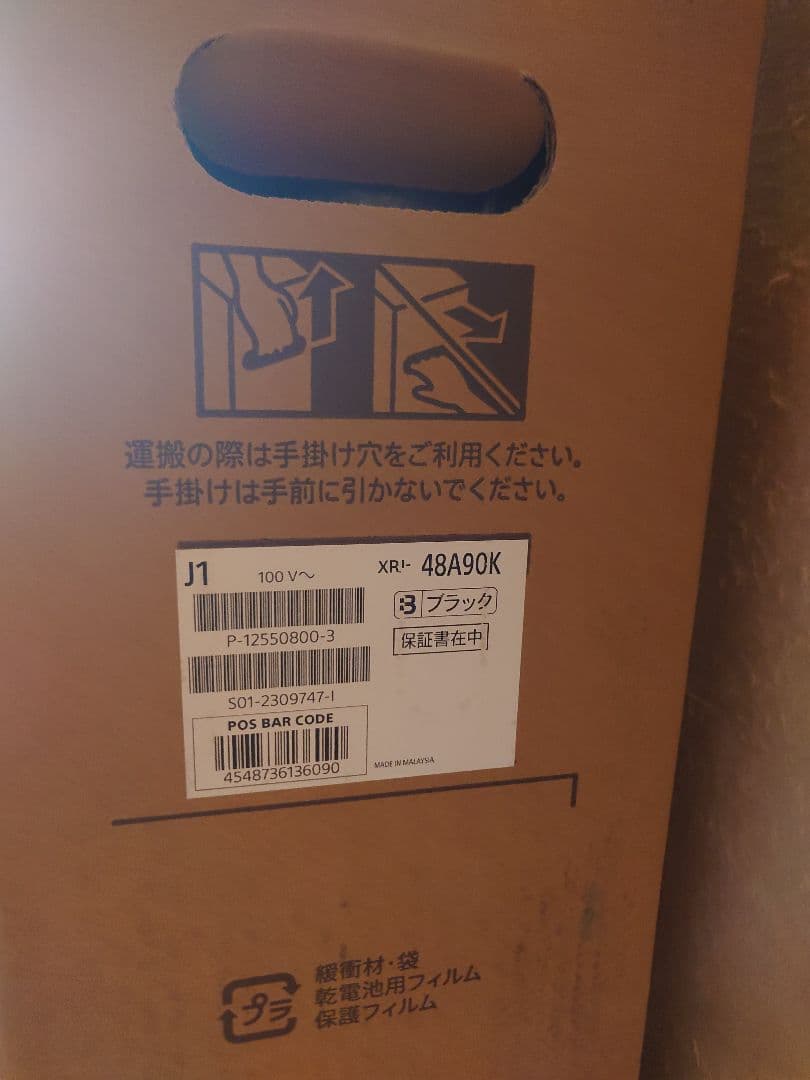 運搬の際は手掛け穴をご利用ください。
手掛けは手前に引かないでください。
J1
100 V～
XRJ- 48A90K
P-12550800-3
B ブラック
保証書在中
S01-2309747-I
POS BAR CODE
4548736136090
MADE IN MALAYSIA
プラ
緩衝材・袋
乾電池用フィルム
保護フィルム